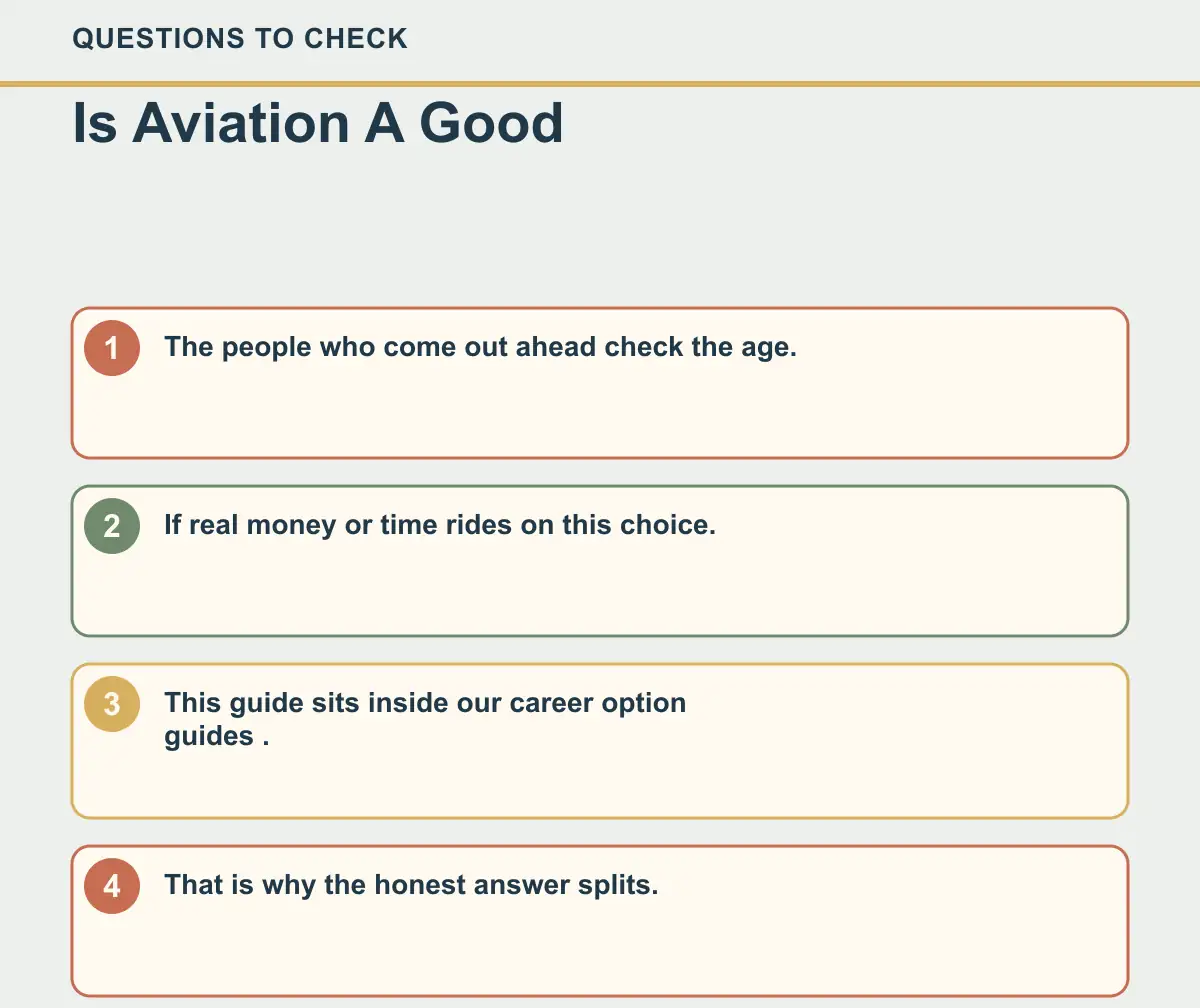 QUESTIONS TO CHECK
Is Aviation A Good
1
The people who come out ahead check the age.
2
If real money or time rides on this choice.
3
This guide sits inside our career option
guides .
4
That is why the honest answer splits.